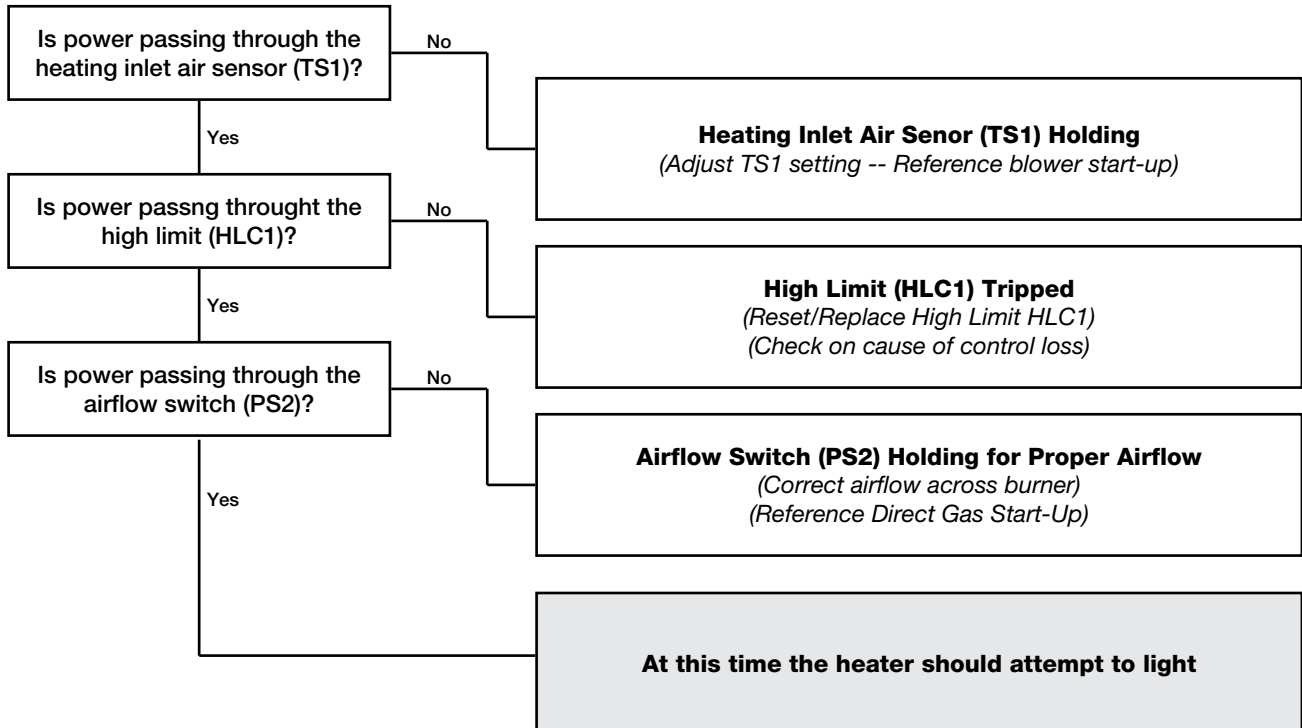 Is power passing through the
heating inlet air sensor (TS1)?
No
Yes
Heating Inlet Air Senor (TS1) Holding
(Adjust TS1 setting -- Reference blower start-up)
Is power passng throught the
high limit (HLC1)?
No
Yes
High Limit (HLC1) Tripped
(Reset/Replace High Limit HLC1)
(Check on cause of control loss)
Is power passing through the
airflow switch (PS2)?
No
Yes
Airflow Switch (PS2) Holding for Proper Airflow
(Correct airflow across burner)
(Reference Direct Gas Start-Up)
At this time the heater should attempt to light